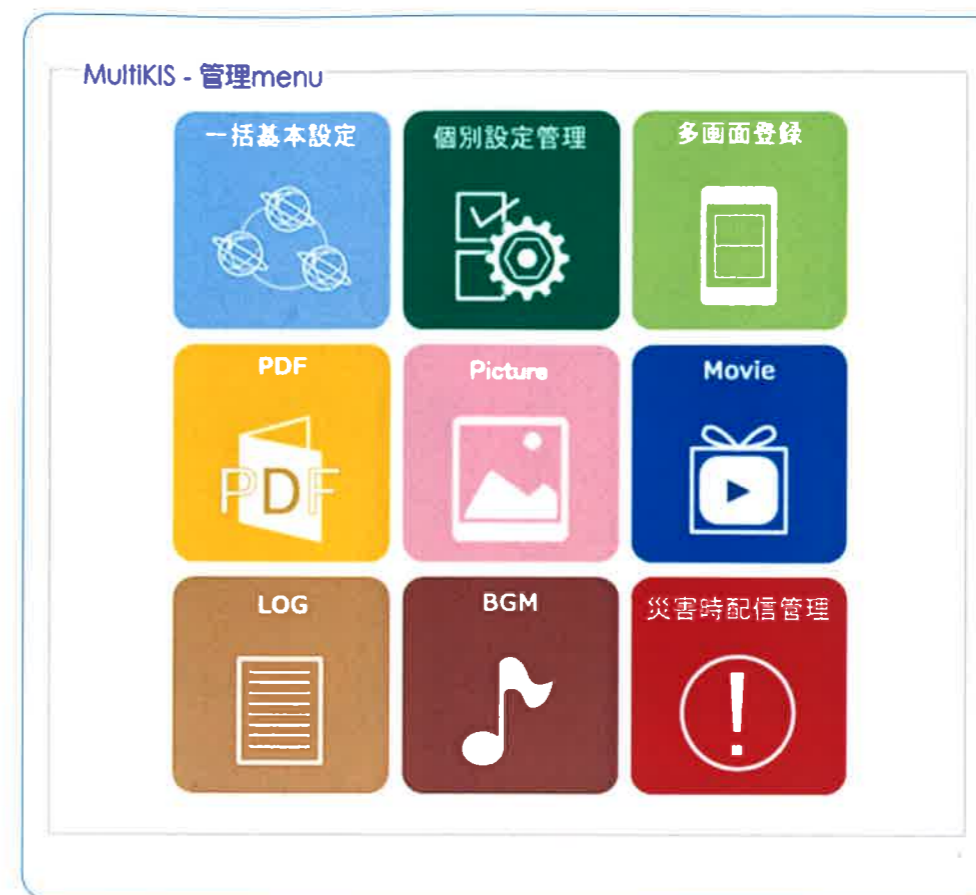 MultiKIS - 管理menu
一括基本設定
個別設定管理
多画面登録
PDF
Picture
Movie
PDF
LOG
BGM
災害時配信管理